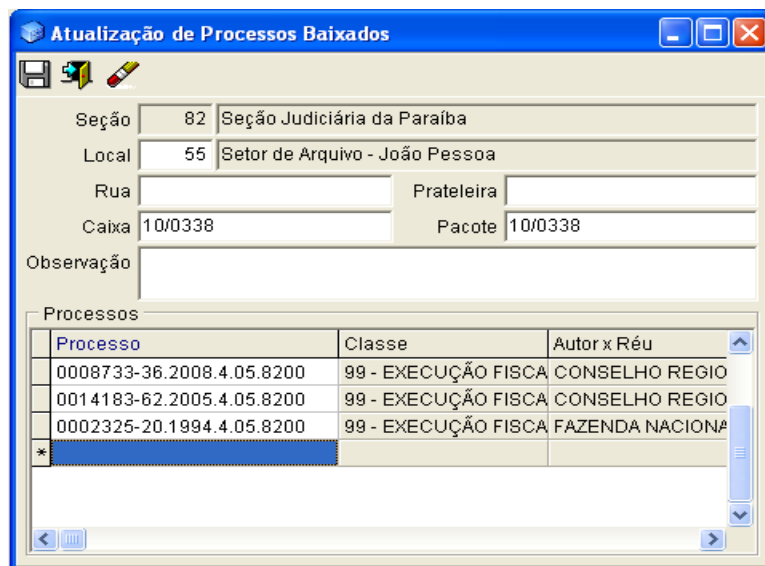 Atualização de Processos Baixados
Seção 82 Seção Judiciária da Paraíba
Local 55 Setor de Arquivo - João Pessoa
Rua Prateleira
Caixa 10/0338 Pacote 10/0338
Observação
Processos
Processo Classe Autor x Réu
0008733-36.2008.4.05.8200 99 - EXECUÇÃO FISCA CONSELHO REGIO
0014183-62.2005.4.05.8200 99 - EXECUÇÃO FISCA CONSELHO REGIO
0002325-20.1994.4.05.8200 99 - EXECUÇÃO FISCA FAZENDA NACIONA
*